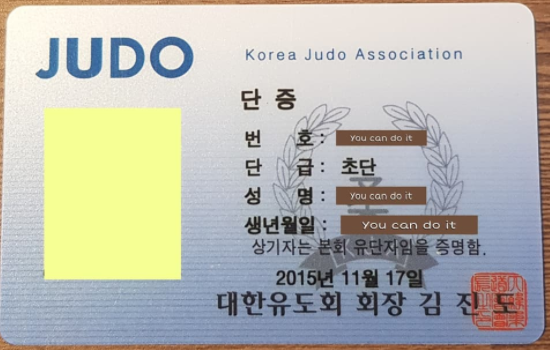 JUDO
Korea Judo Association
단 증
번 호 : you can do it
단 급 : 초단
성 명 : you can do it
생년월일 : you can do it
상기자는 본회 유단자임을 증명함.
2015년 11월 17일
대한유도회 회장 김 진 도